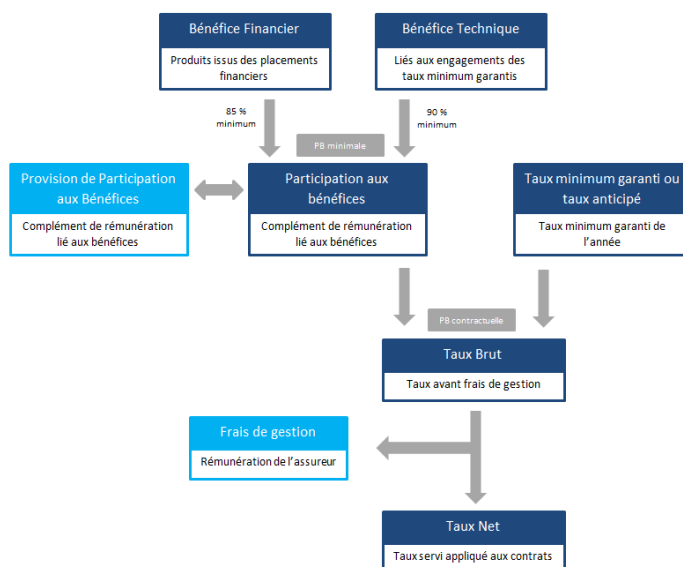 Bénéfice Financier
Produits issus des placements
financiers
Bénéfice Technique
Liés aux engagements des
taux minimum garantis
85 %
minimum
90 %
minimum
PB minimale
Provision de Participation
aux Bénéfices
Complément de rémunération
lié aux bénéfices
Participation aux
bénéfices
Complément de rémunération
lié aux bénéfices
Taux minimum garanti ou
taux anticipé
Taux minimum garanti de
l'année
PB contractuelle
Taux Brut
Taux avant frais de gestion
Frais de gestion
Rémunération de l'assureur
Taux Net
Taux servi appliqué aux contrats